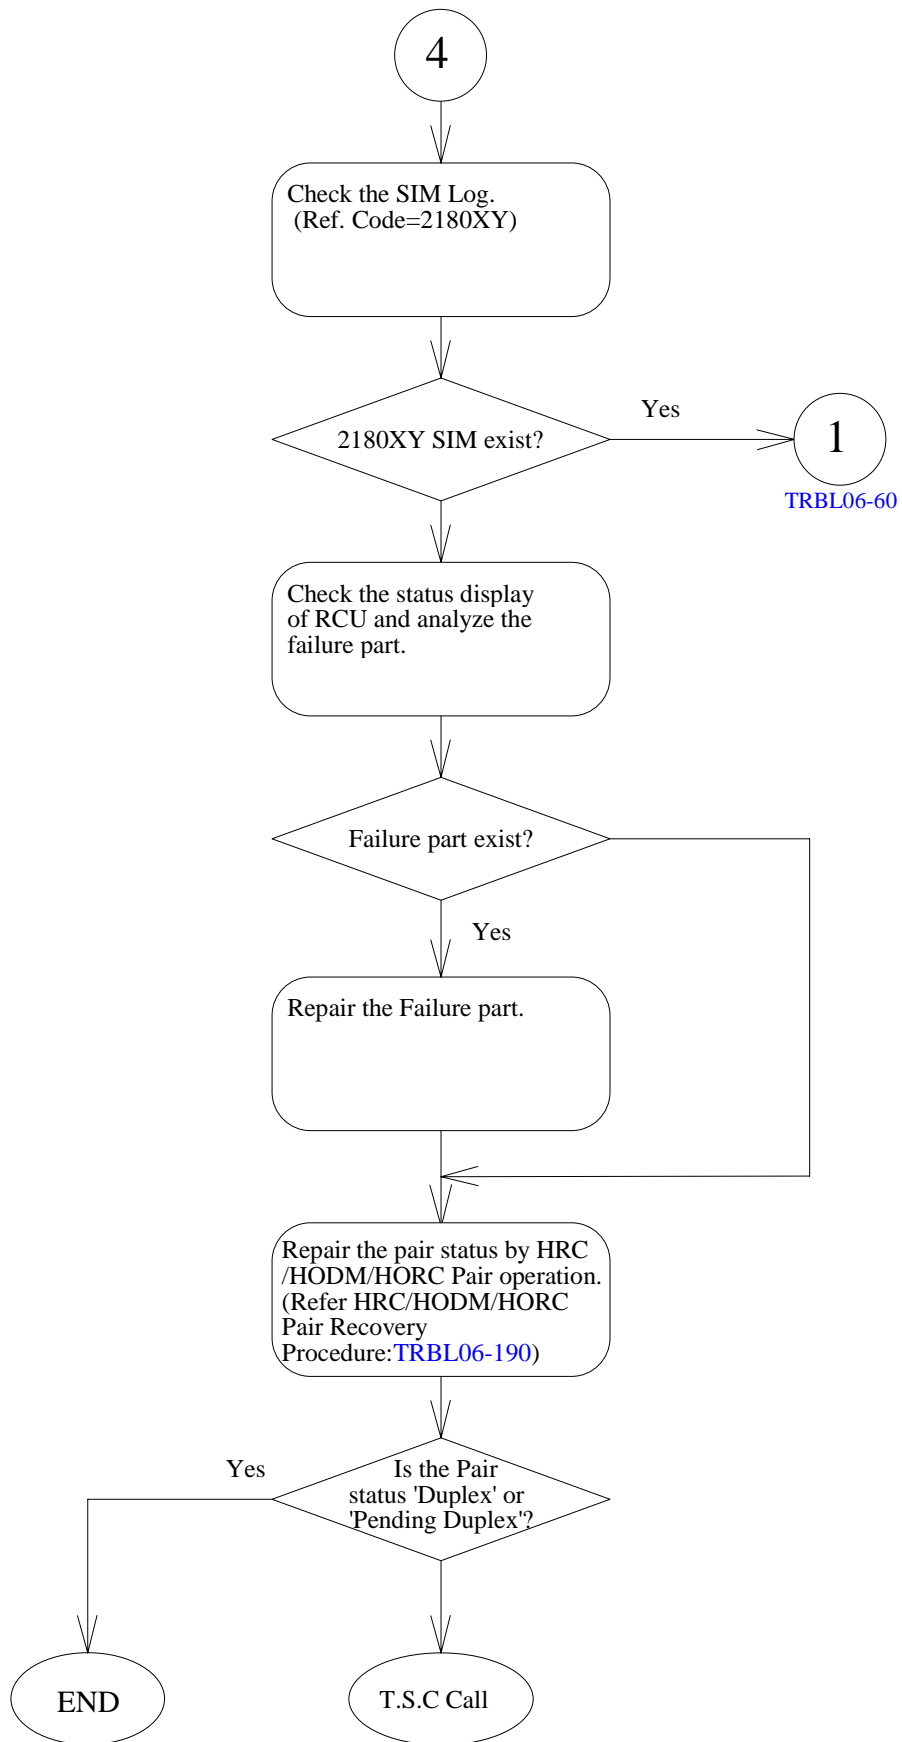 4
Check the SIM Log.
(Ref. Code=2180XY)
2180XY SIM exist?
Yes
1
TRBL06-60
Check the status display
of RCU and analyze the
failure part.
Failure part exist?
Yes
Repair the Failure part.
Repair the pair status by HRC
/HODM/HORC Pair operation.
(Refer HRC/HODM/HORC
Pair Recovery
Procedure:TRBL06-190)
Yes
Is the Pair
status 'Duplex' or
'Pending Duplex'?
END
T.S.C Call